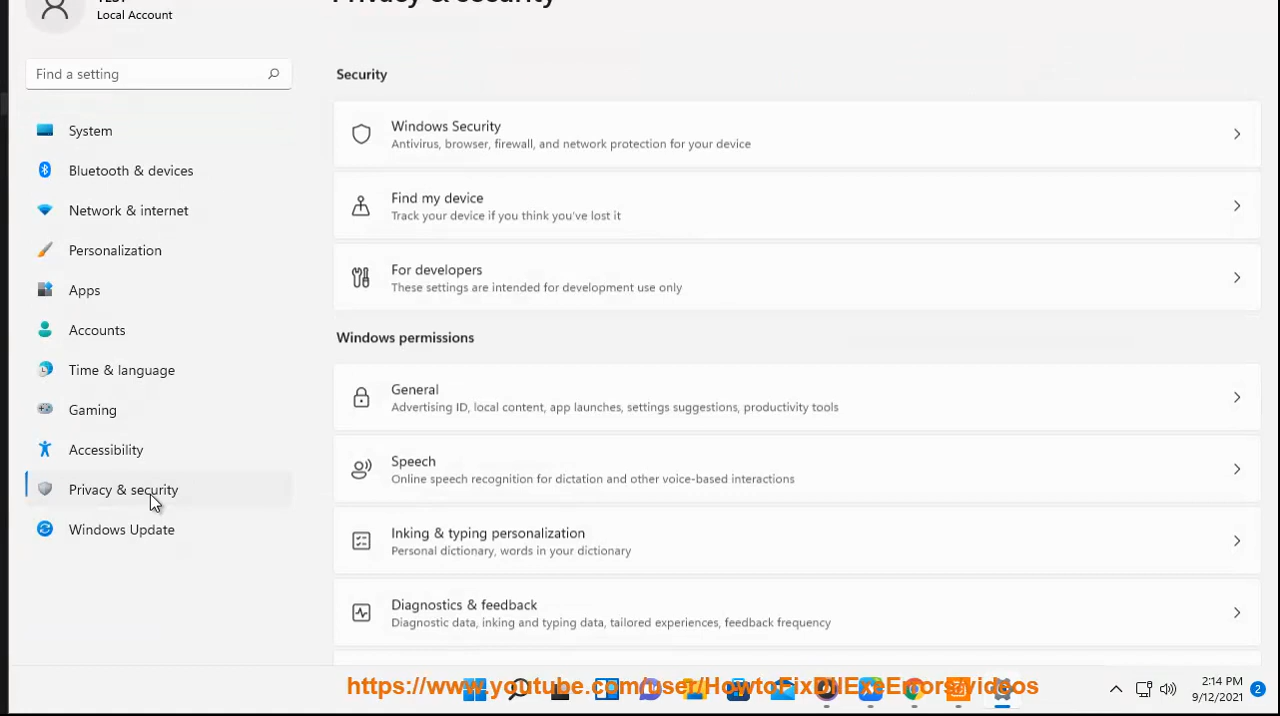 TEST
Local Account
Privacy & security
Find a setting
System
Bluetooth & devices
Network & internet
Personalization
Apps
Accounts
Time & language
Gaming
Accessibility
Privacy & security
Windows Update
Security
Windows Security
Antivirus, browser, firewall, and network protection for your device
Find my device
Track your device if you think you've lost it
For developers
These settings are intended for development use only
Windows permissions
General
Advertising ID, local content, app launches, settings suggestions, productivity tools
Speech
Online speech recognition for dictation and other voice-based interactions
Inking & typing personalization
Personal dictionary, words in your dictionary
Diagnostics & feedback
Diagnostic data, inking and typing data, tailored experiences, feedback frequency
https://www.youtube.com/user/HowtoFixDllExeErrors/videos
2:14 PM
9/12/2021
2